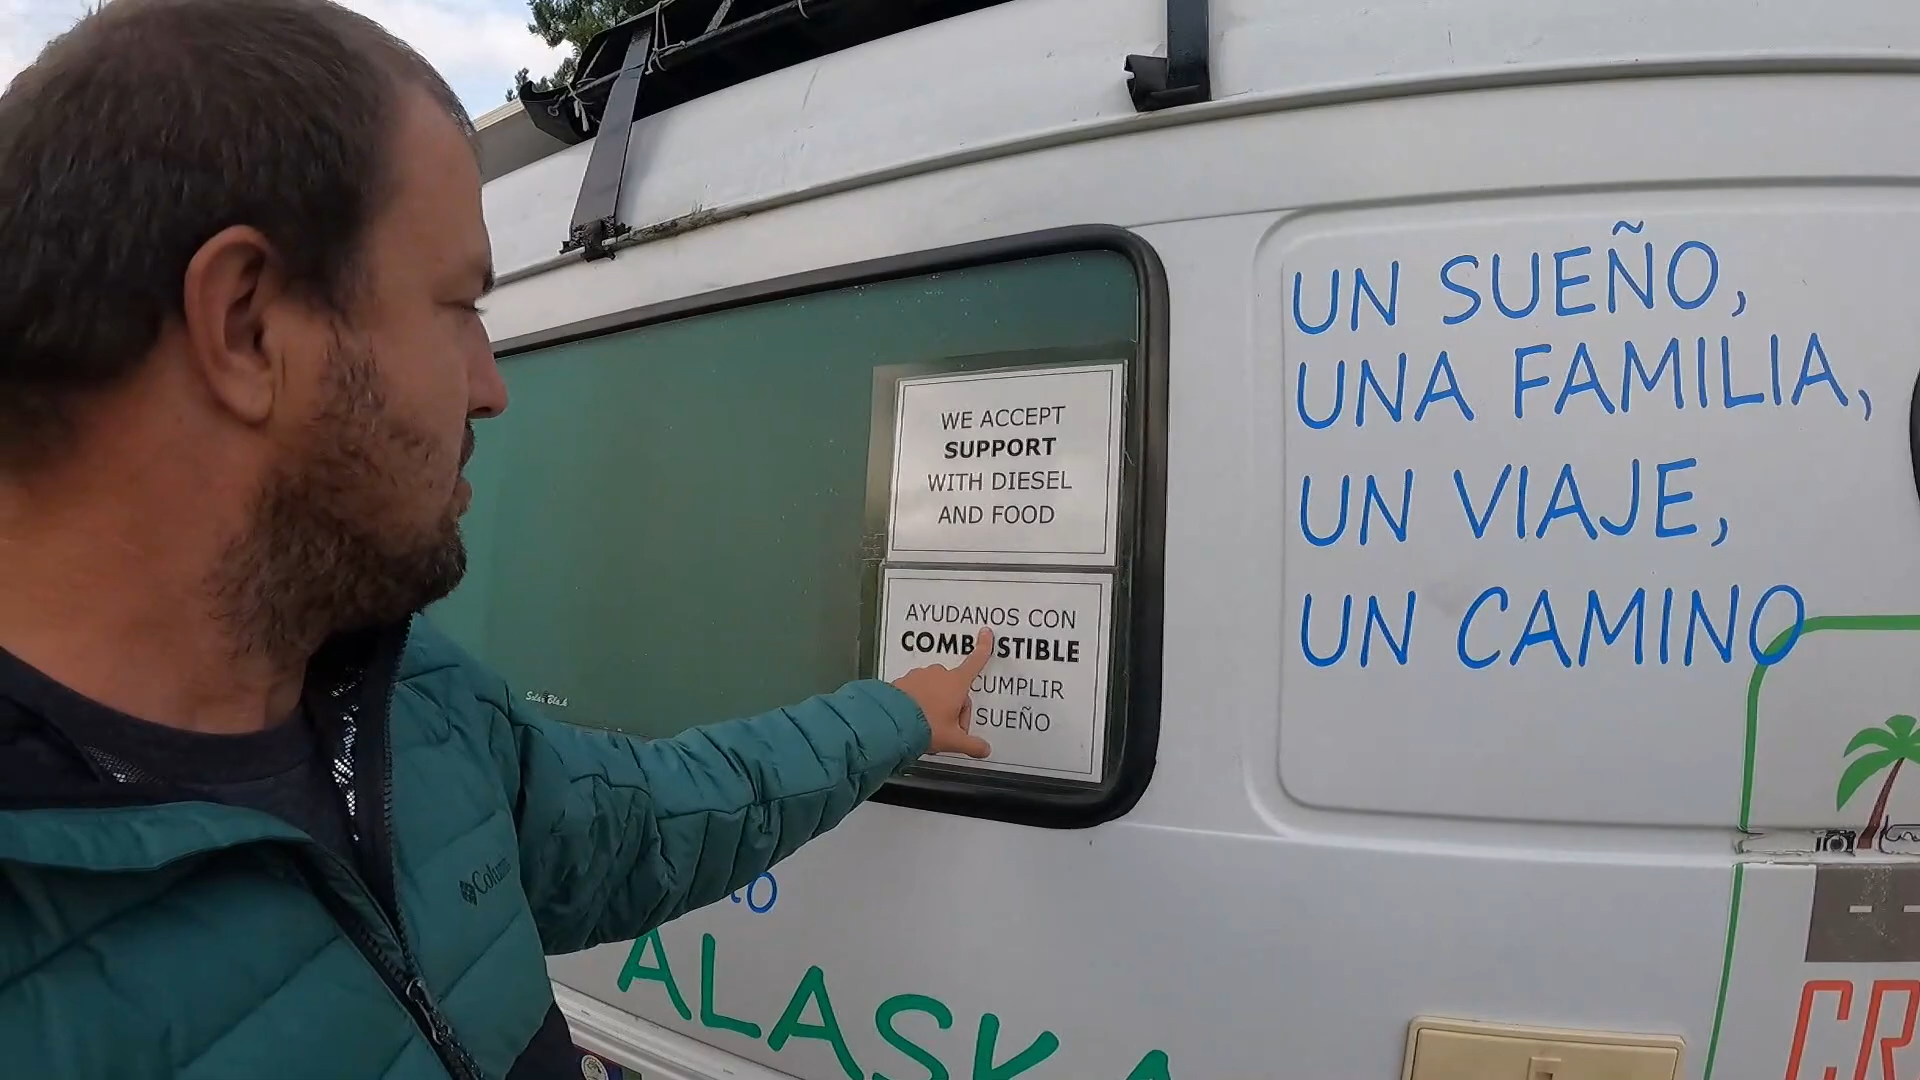 WE ACCEPT
SUPPORT
WITH DIESEL
AND FOOD
AYUDANOS CON
COMBUSTIBLE
CUMPLIR
SUEÑO
UN SUEÑO,
UNA FAMILIA,
UN VIAJE,
UN CAMINO
ALASKA